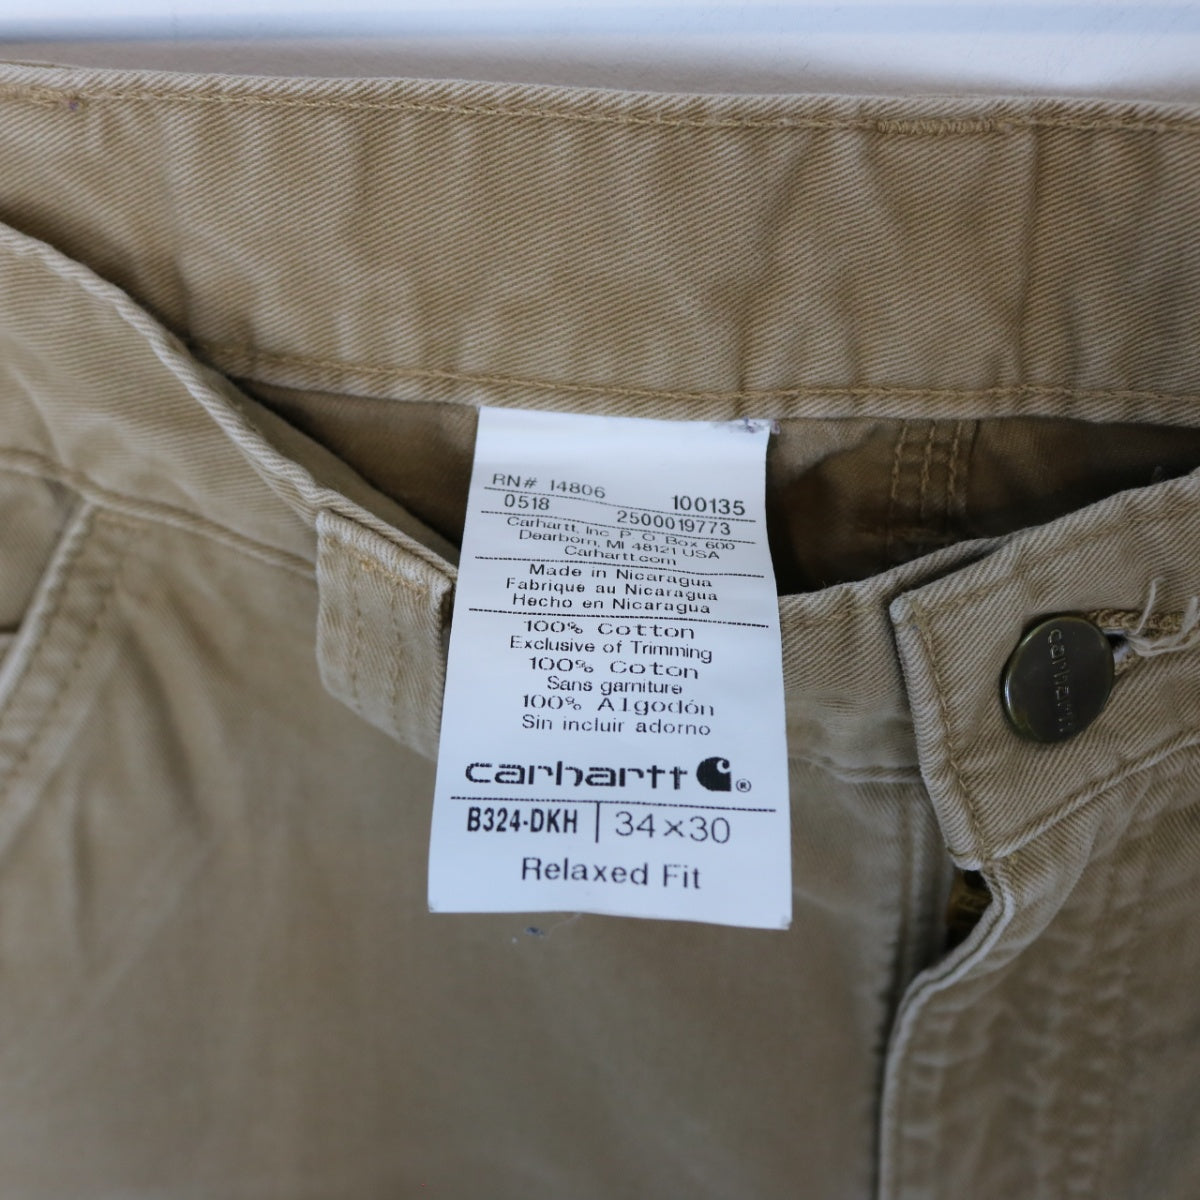 RN# 14806 100135
0518 2500019773
Carhartt, Inc. P. O. Box 600
Dearborn, MI 48121 USA
Carhartt.com
Made in Nicaragua
Fabrique au Nicaragua
Hecho en Nicaragua
100% Cotton
Exclusive of Trimming
100% Coton
Sans garniture
100% Algodón
Sin incluir adorno
carhartt ®
B324-DKH | 34×30
Relaxed Fit
carhartt